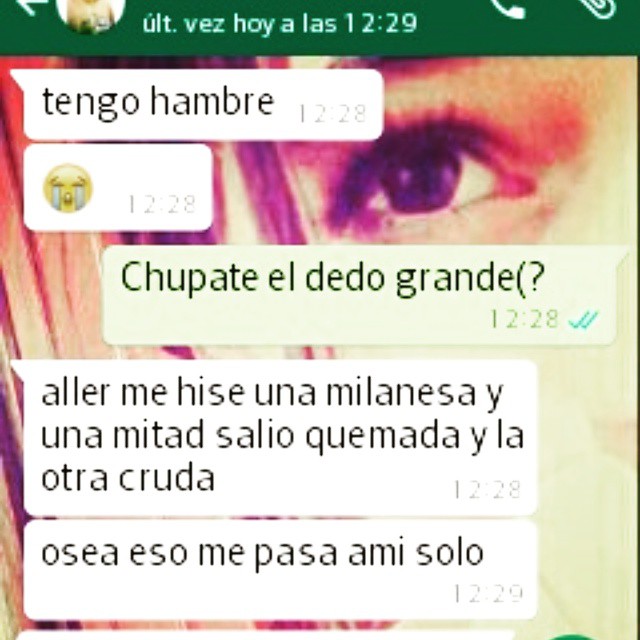 últ. vez hoy a las 12:29
tengo hambre 12:28
😭 12:28
Chupate el dedo grande(?
12:28
aller me hise una milanesa y
una mitad salio quemada y la
otra cruda 12:28
osea eso me pasa ami solo
12:29